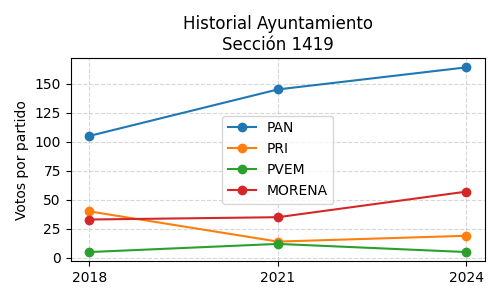 Historial Ayuntamiento
Sección 1419
Votos por partido
150
125
100
75
50
25
0
PAN
PRI
PVEM
MORENA
2018
2021
2024